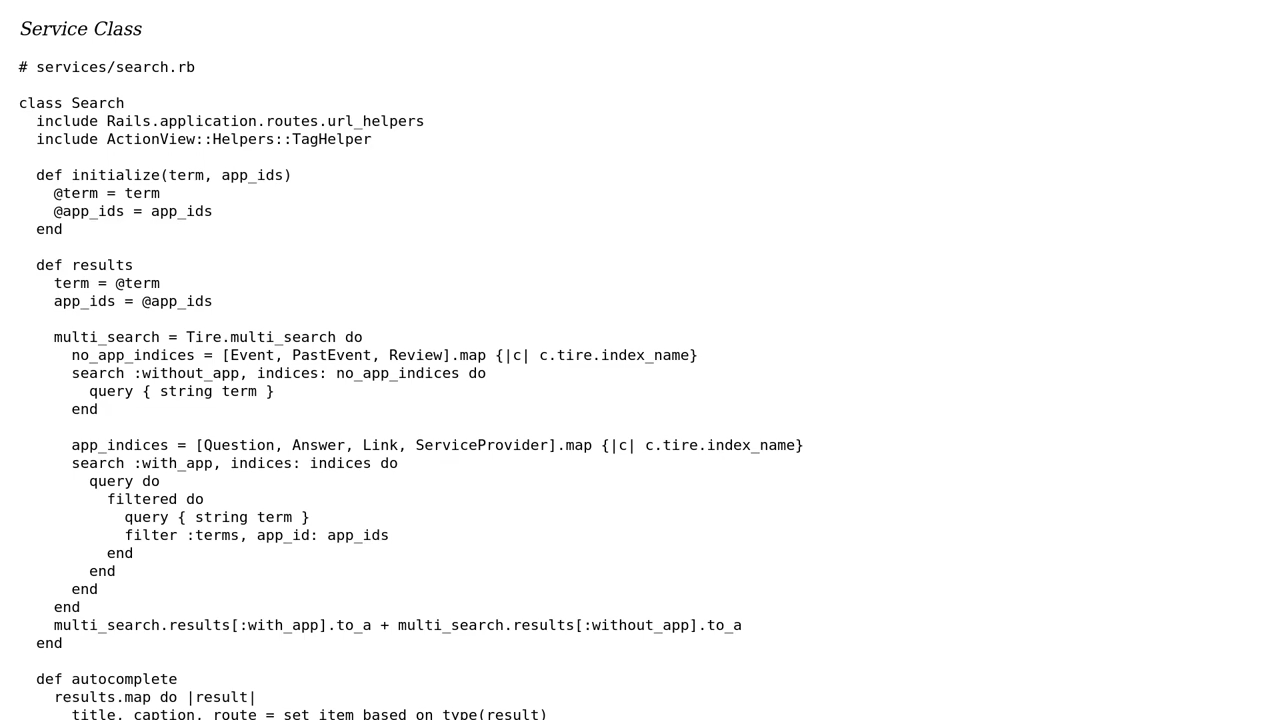 Service Class
# services/search.rb
class Search
  include Rails.application.routes.url_helpers
  include ActionView::Helpers::TagHelper
  def initialize(term, app_ids)
    @term = term
    @app_ids = app_ids
  end
  def results
    term = @term
    app_ids = @app_ids
    multi_search = Tire.multi_search do
      no_app_indices = [Event, PastEvent, Review].map {|c| c.tire.index_name}
      search :without_app, indices: no_app_indices do
        query { string term }
      end
      app_indices = [Question, Answer, Link, ServiceProvider].map {|c| c.tire.index_name}
      search :with_app, indices: indices do
        query do
          filtered do
            query { string term }
            filter :terms, app_id: app_ids
          end
        end
      end
    end
    multi_search.results[:with_app].to_a + multi_search.results[:without_app].to_a
  end
  def autocomplete
    results.map do |result|
      title, caption, route = set_item_based_on_type(result)